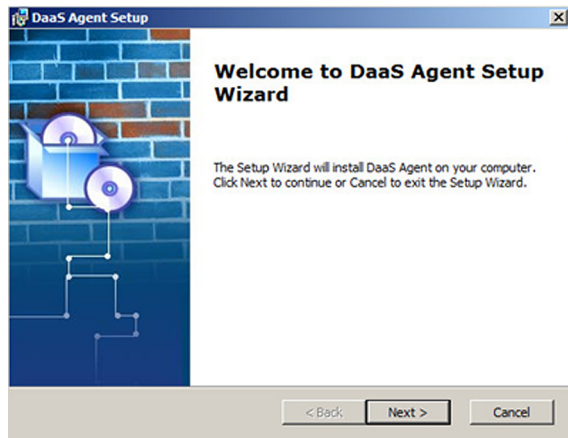 DaaS Agent Setup
Welcome to DaaS Agent Setup
Wizard
The Setup Wizard will install DaaS Agent on your computer.
Click Next to continue or Cancel to exit the Setup Wizard.
< Back
Next >
Cancel